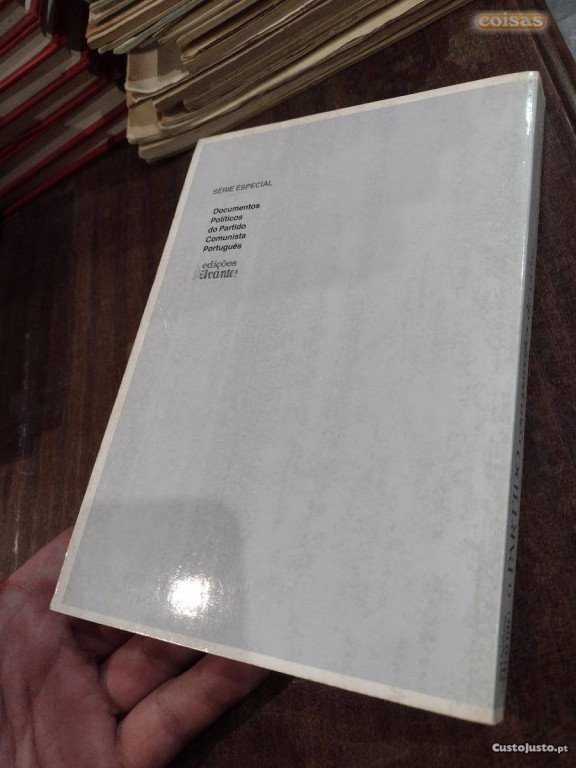 coisas
SÉRIE ESPECIAL
Documentos
Políticos
do Partido
Comunista
Português
edições
Avante!
CustoJusto.pt